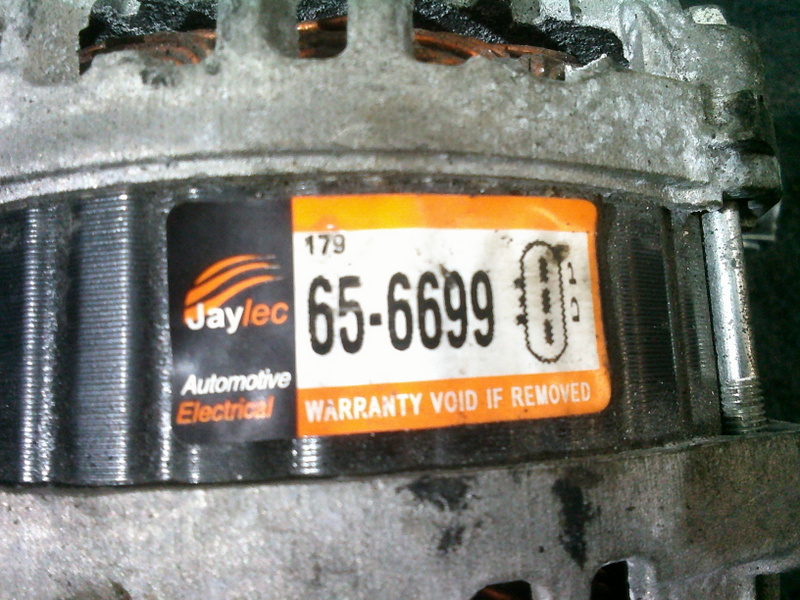 179
65-6699
Jaylec
Automotive
Electrical
WARRANTY VOID IF REMOVED